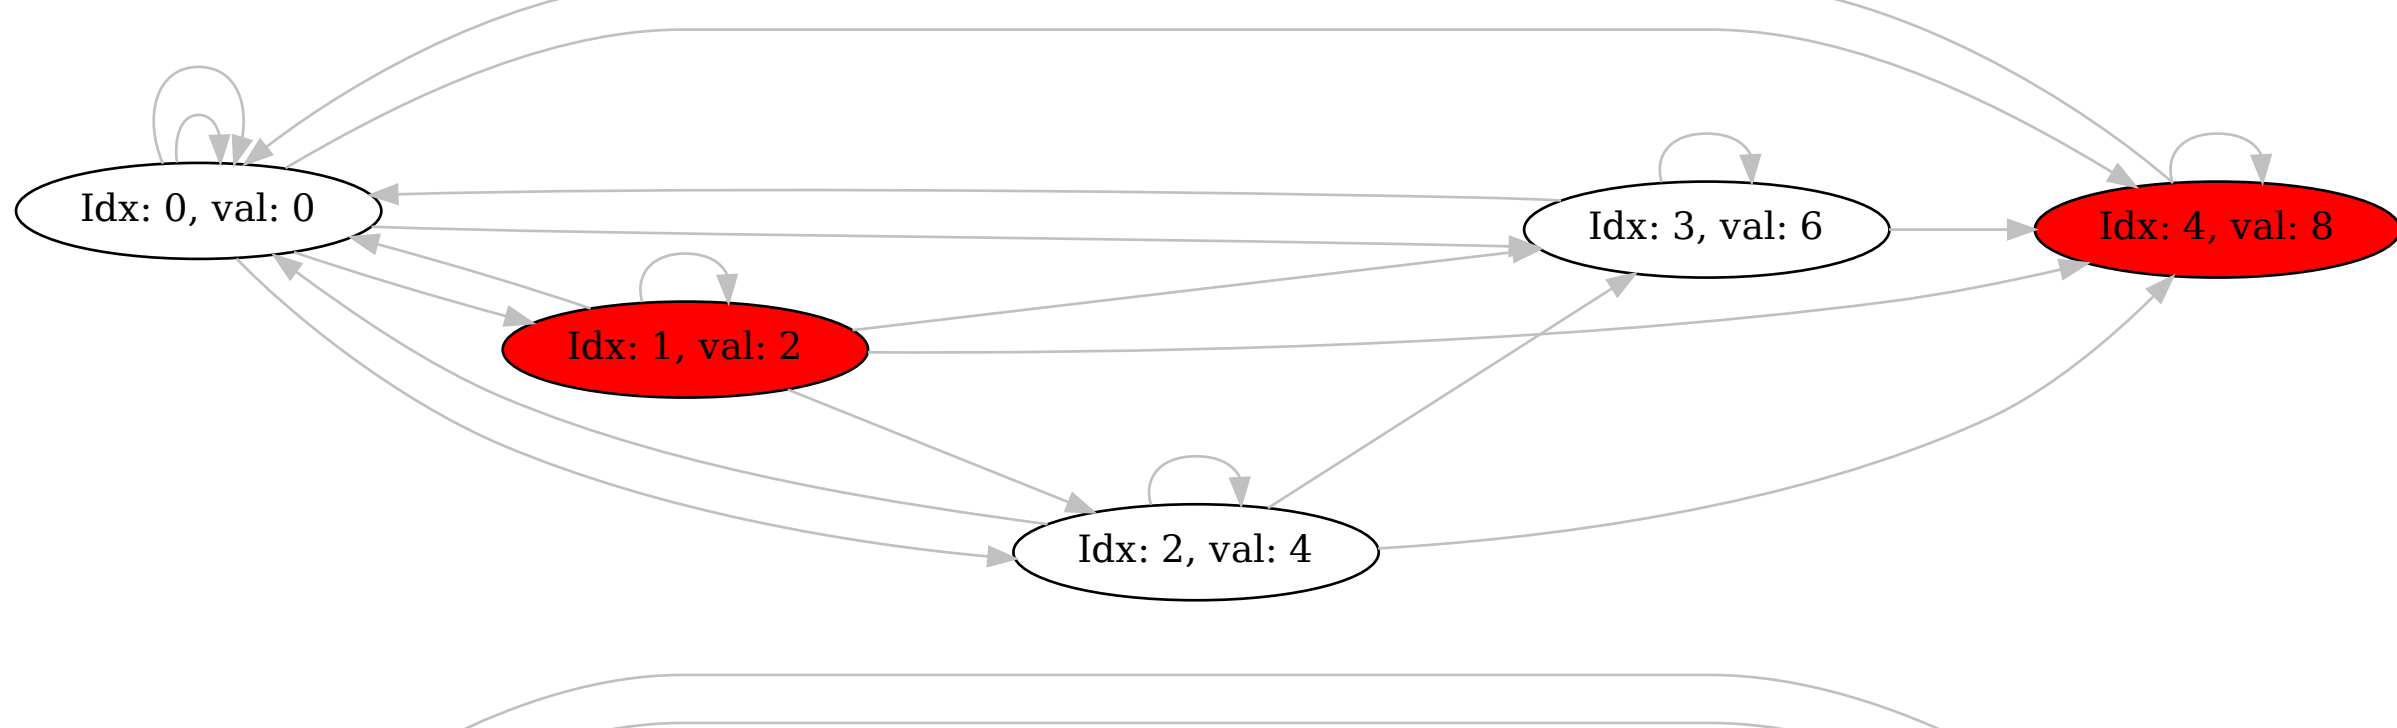 Idx: 0, val: 0
Idx: 3, val: 6
Idx: 4, val: 8
Idx: 1, val: 2
Idx: 2, val: 4